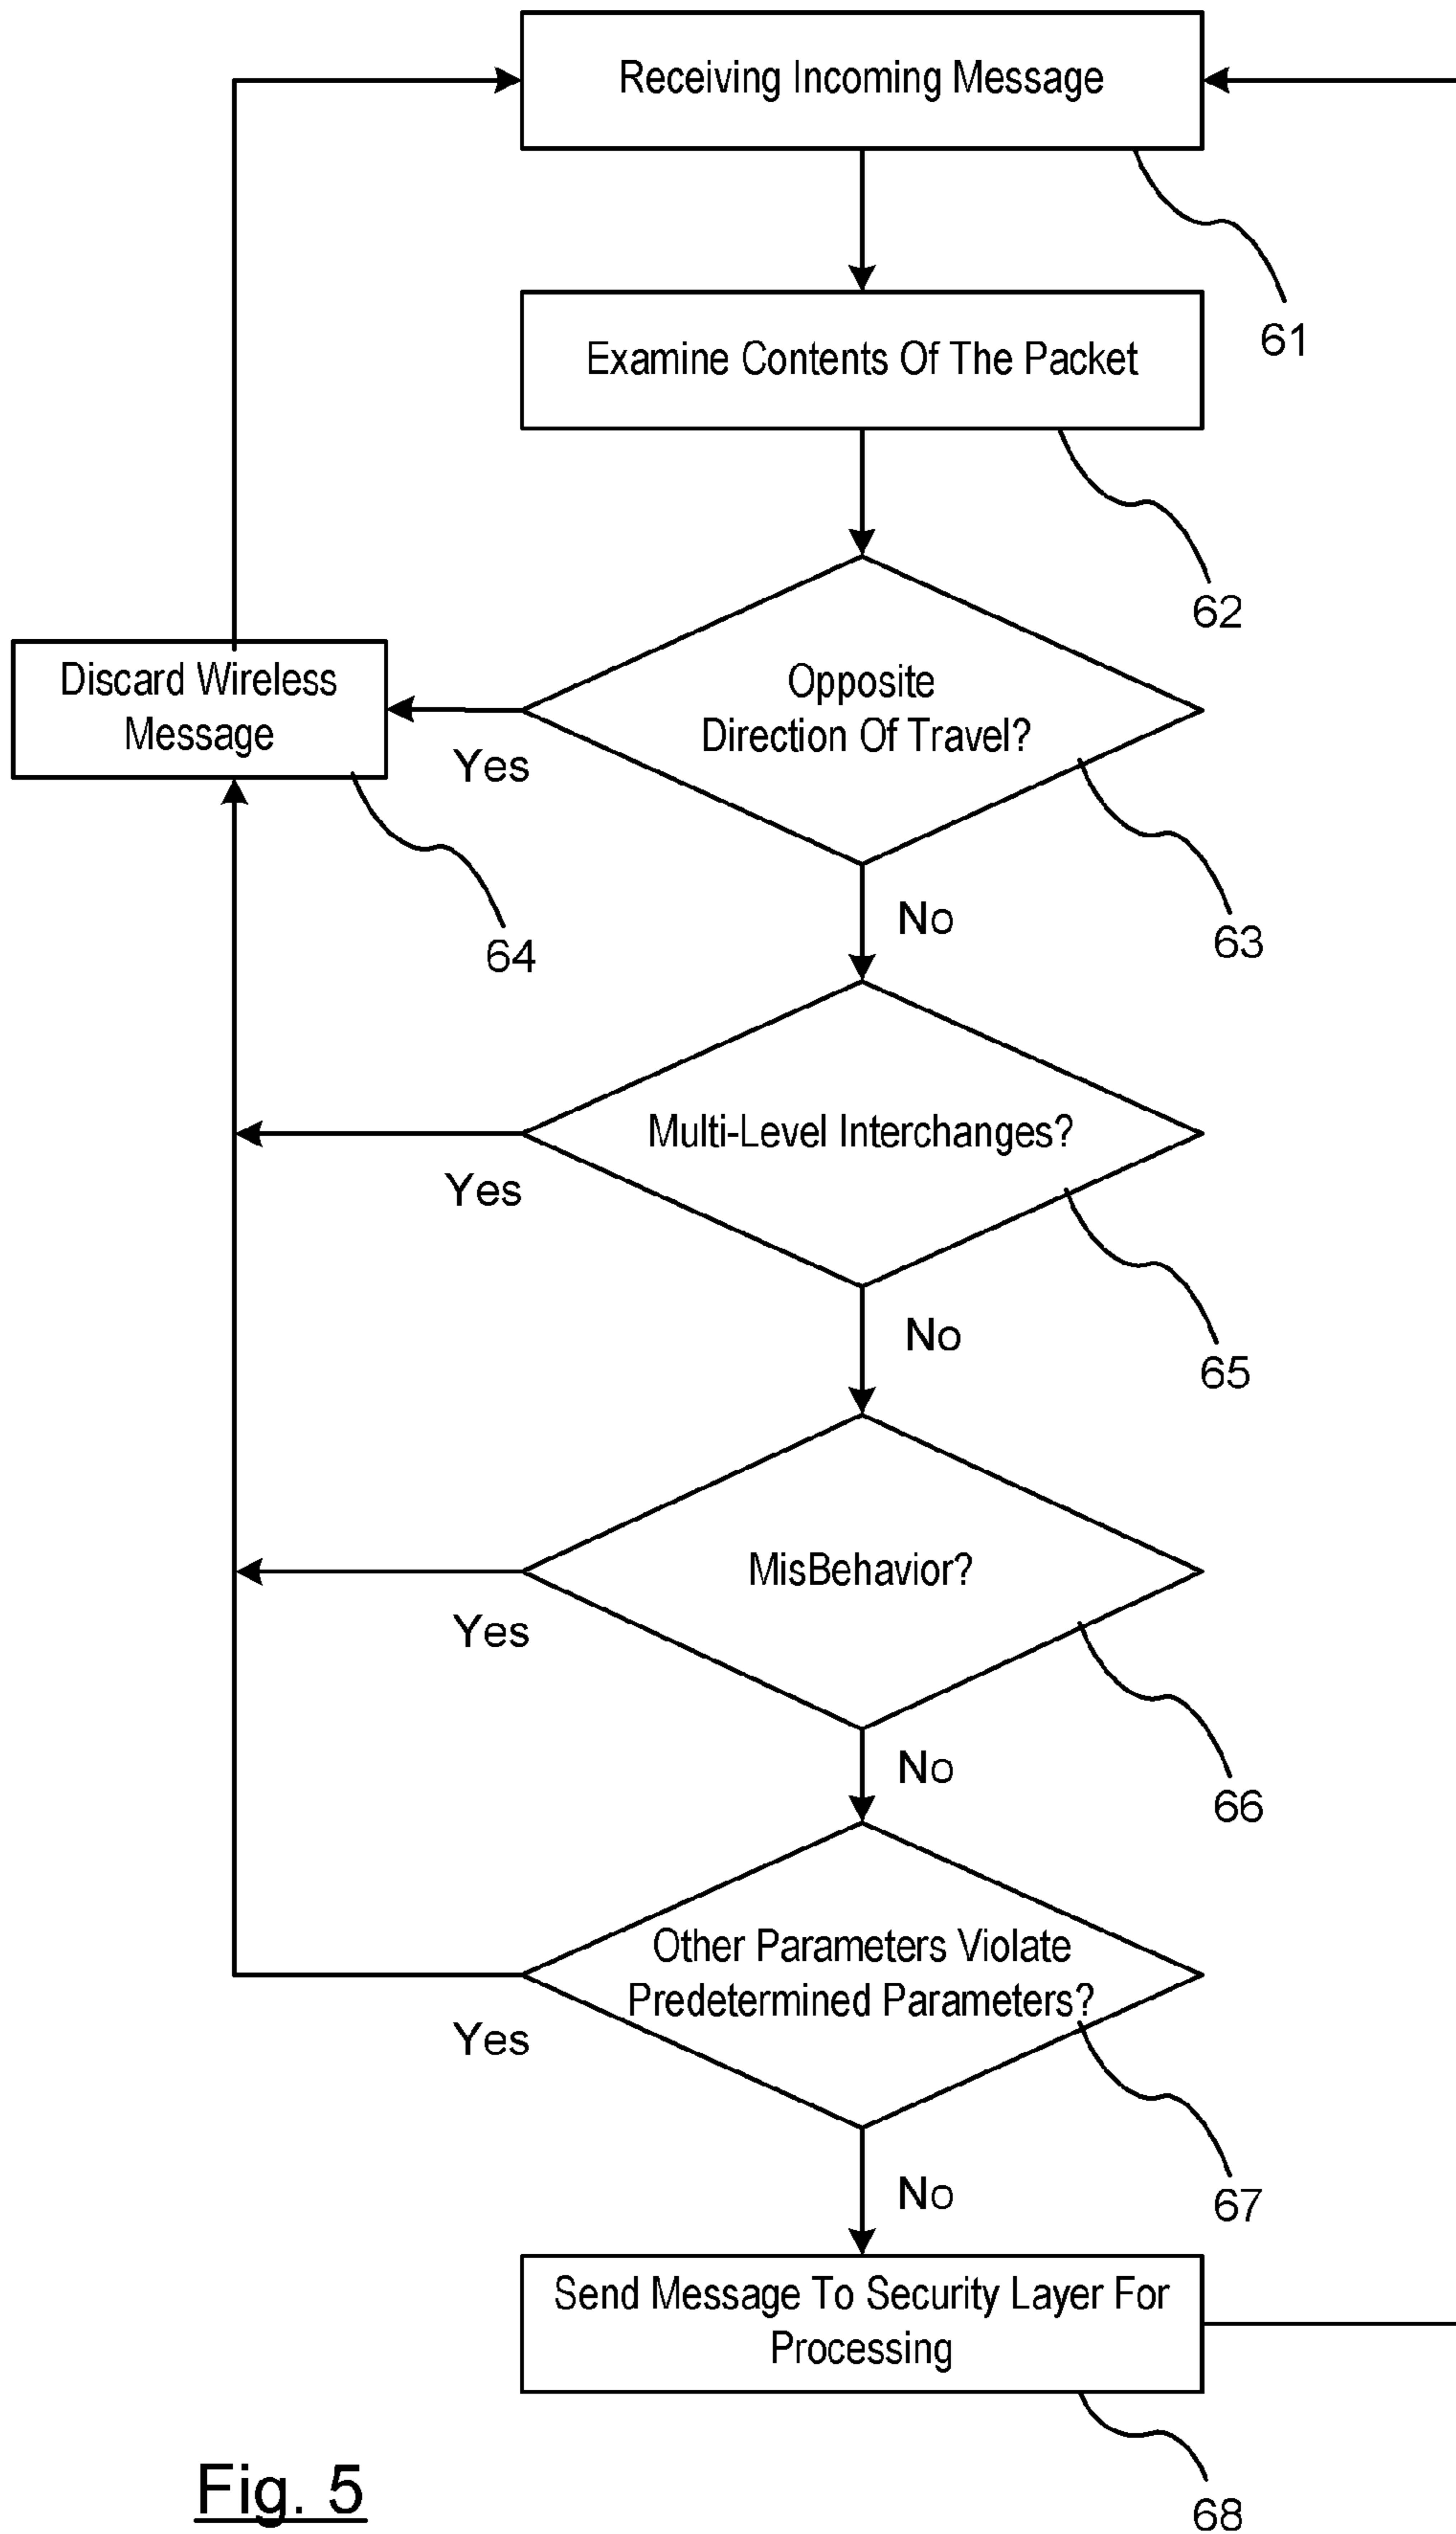 Receiving Incoming Message
61
Examine Contents Of The Packet
62
Opposite
Direction Of Travel?
63
Discard Wireless
Message
64
Yes
No
Multi-Level Interchanges?
65
Yes
No
MisBehavior?
66
Yes
No
Other Parameters Violate
Predetermined Parameters?
67
Yes
No
Send Message To Security Layer For
Processing
68
Fig. 5